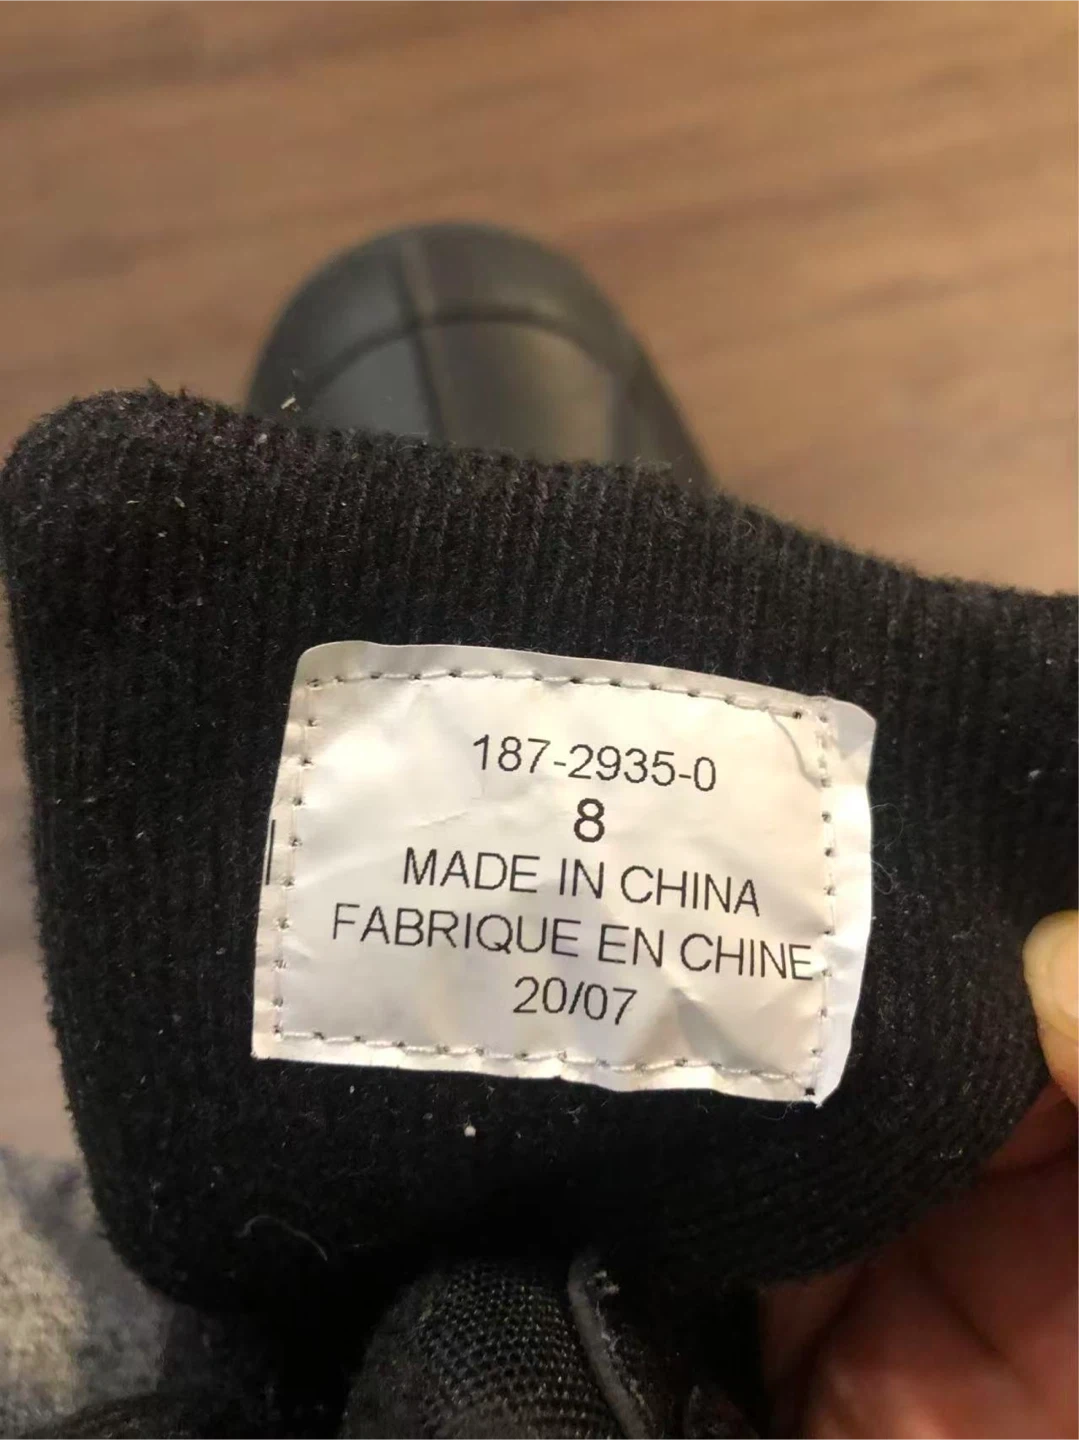 187-2935-0
8
MADE IN CHINA
FABRIQUE EN CHINE
20/07